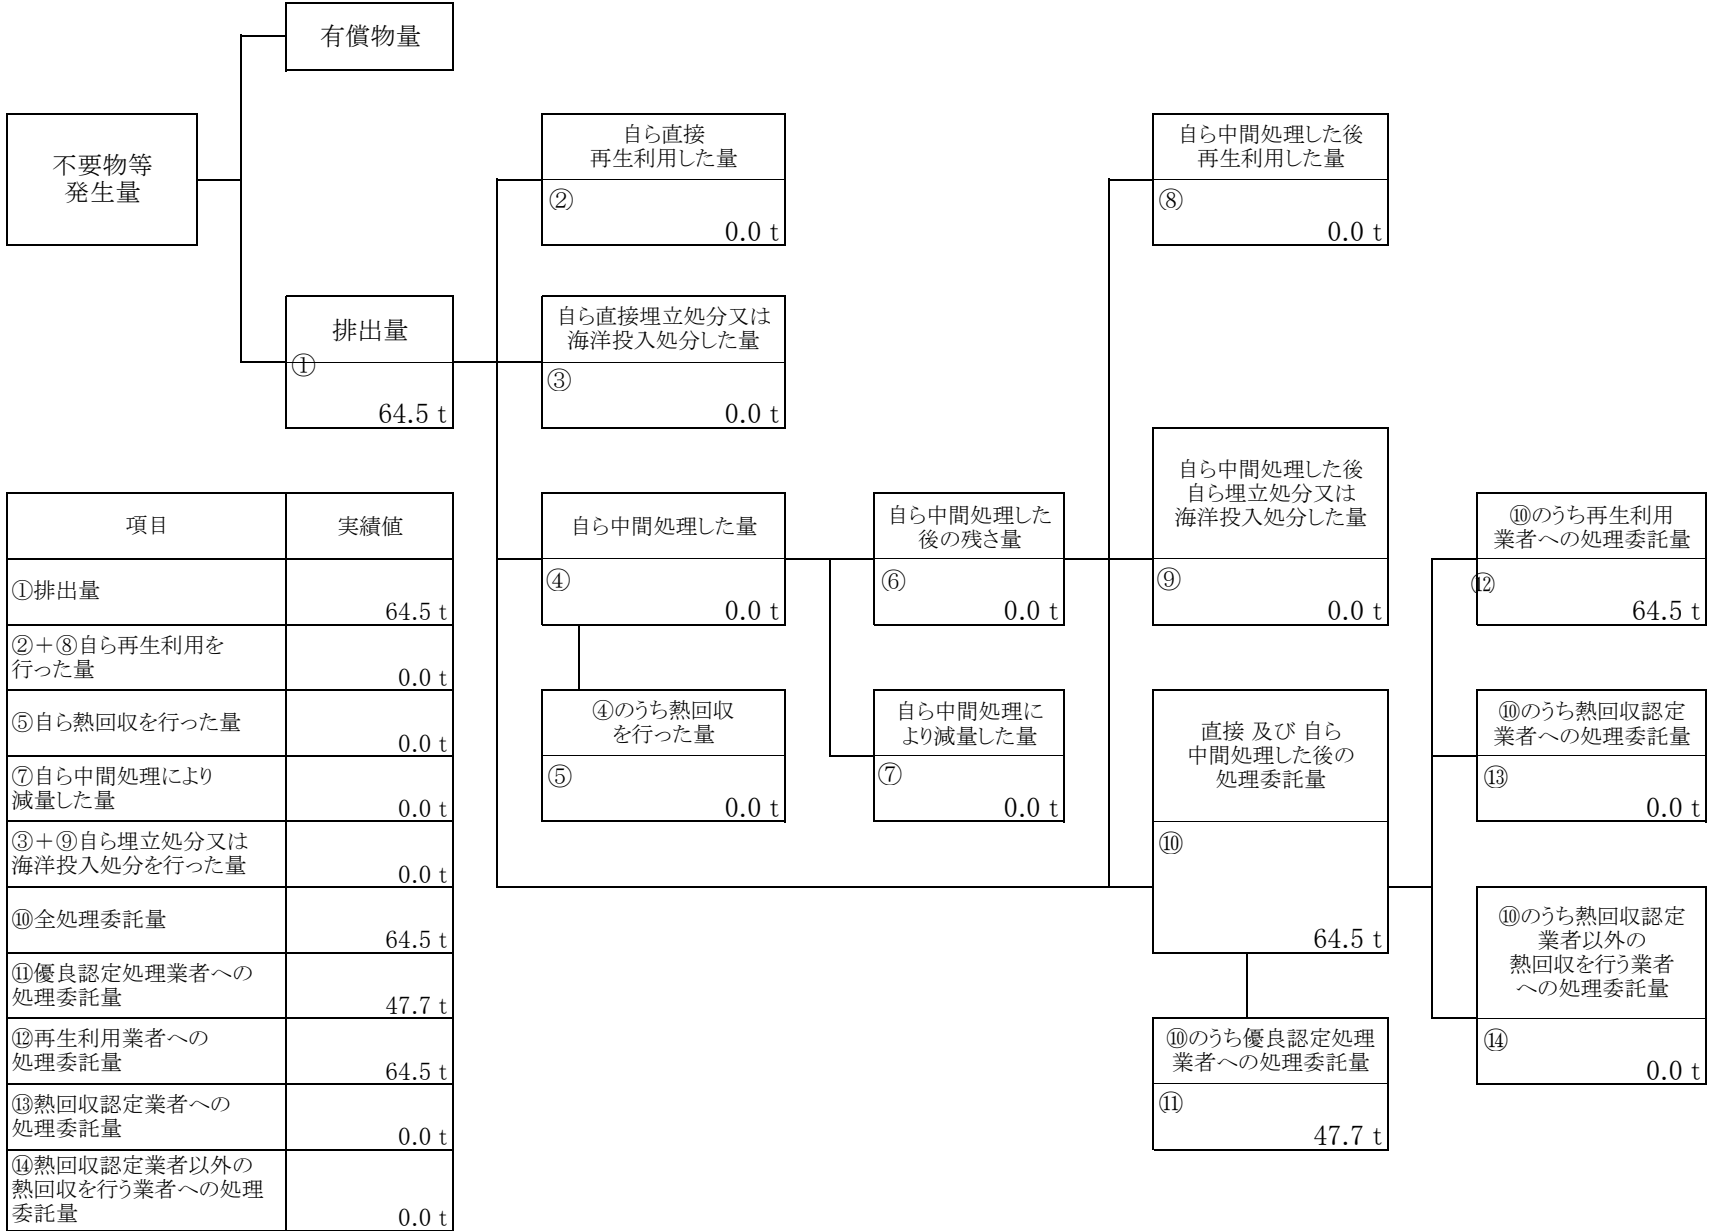 有償物量
不要物等
発生量
自ら直接
再生利用した量
②
0.0 t
自ら中間処理した後
再生利用した量
⑧
0.0 t
排出量
①
64.5 t
自ら直接埋立処分又は
海洋投入処分した量
③
0.0 t
自ら中間処理した量
④
0.0 t
自ら中間処理した
後の残さ量
⑥
0.0 t
自ら中間処理した後
自ら埋立処分又は
海洋投入処分した量
⑨
0.0 t
⑩のうち再生利用
業者への処理委託量
⑫
64.5 t
④のうち熱回収
を行った量
⑤
0.0 t
自ら中間処理に
より減量した量
⑦
0.0 t
直接 及び 自ら
中間処理した後の
処理委託量
⑩
64.5 t
⑩のうち熱回収認定
業者への処理委託量
⑬
0.0 t
⑩のうち熱回収認定
業者以外の
熱回収を行う業者
への処理委託量
⑭
0.0 t
⑩のうち優良認定処理
業者への処理委託量
⑪
47.7 t
項目 実績値
①排出量
64.5 t
②＋⑧自ら再生利用を
行った量
0.0 t
⑤自ら熱回収を行った量
0.0 t
⑦自ら中間処理により
減量した量
0.0 t
③＋⑨自ら埋立処分又は
海洋投入処分を行った量
0.0 t
⑩全処理委託量
64.5 t
⑪優良認定処理業者への
処理委託量
47.7 t
⑫再生利用業者への
処理委託量
64.5 t
⑬熱回収認定業者への
処理委託量
0.0 t
⑭熱回収認定業者以外の
熱回収を行う業者への処理
委託量
0.0 t